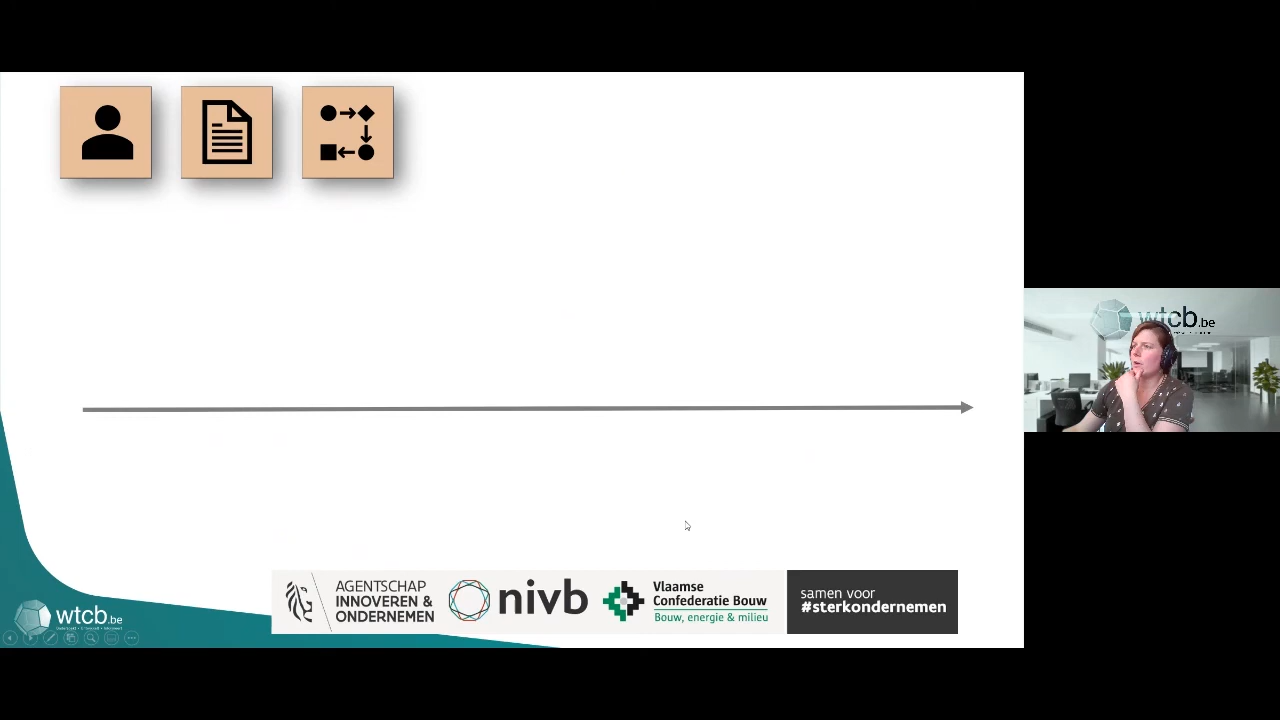 AGENTSCHAP
INNOVEREN &
ONDERNEMEN
nivb
Vlaamse
Confederatie Bouw
Bouw, energie & milieu
samen voor
#sterkondernemen
wtcb.be
wtcb.be